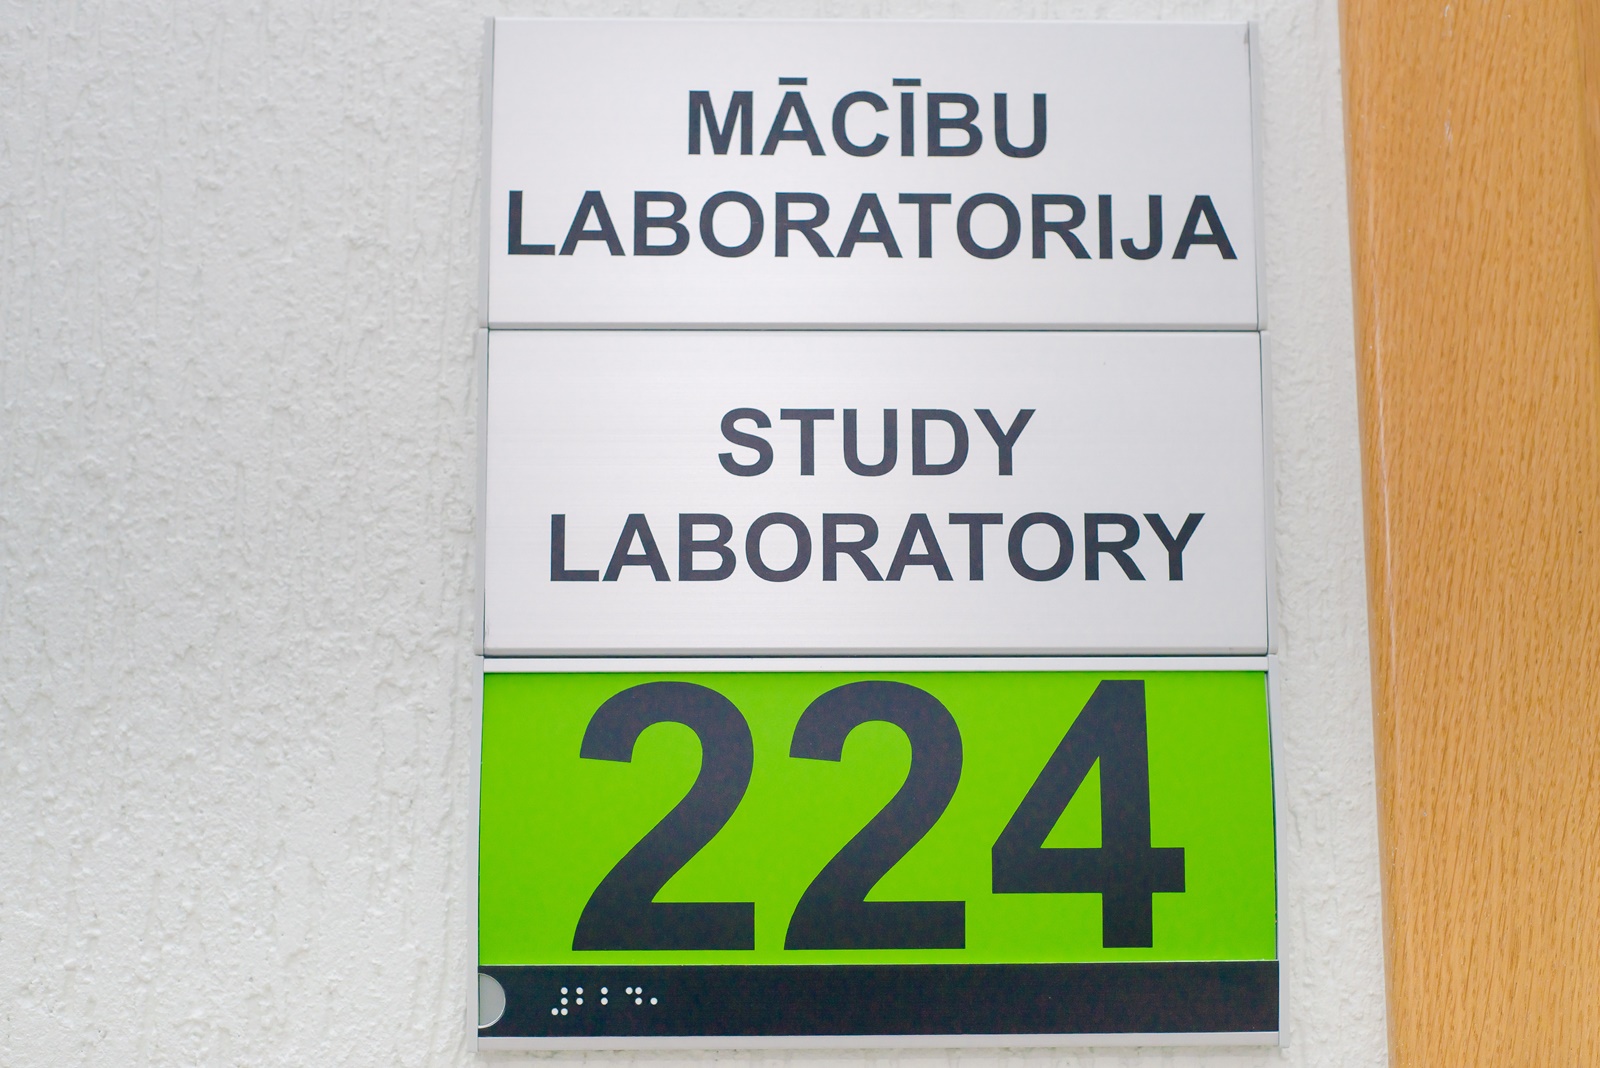 MĀCĪBU
LABORATORIJA
STUDY
LABORATORY
224
⠼⠃⠃⠙⠄